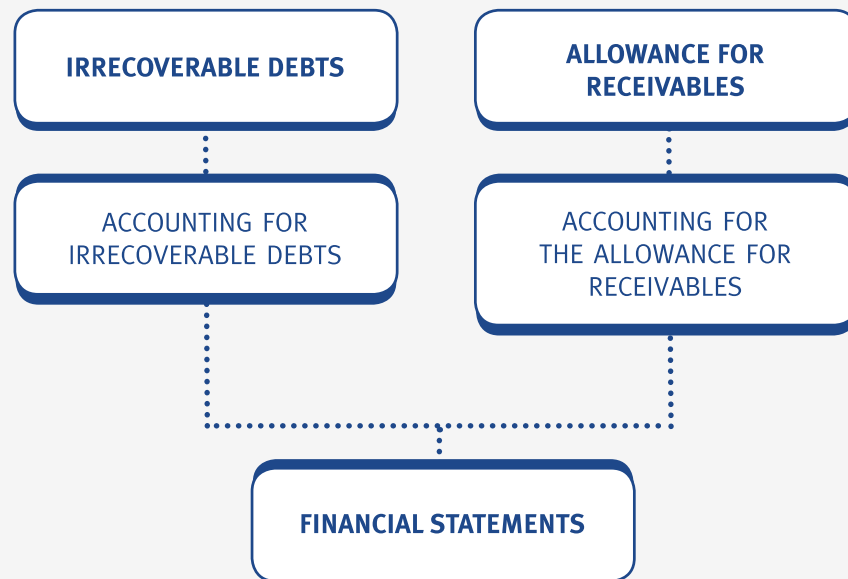 IRRECOVERABLE DEBTS
ALLOWANCE FOR
RECEIVABLES
ACCOUNTING FOR
IRRECOVERABLE DEBTS
ACCOUNTING FOR
THE ALLOWANCE FOR
RECEIVABLES
FINANCIAL STATEMENTS